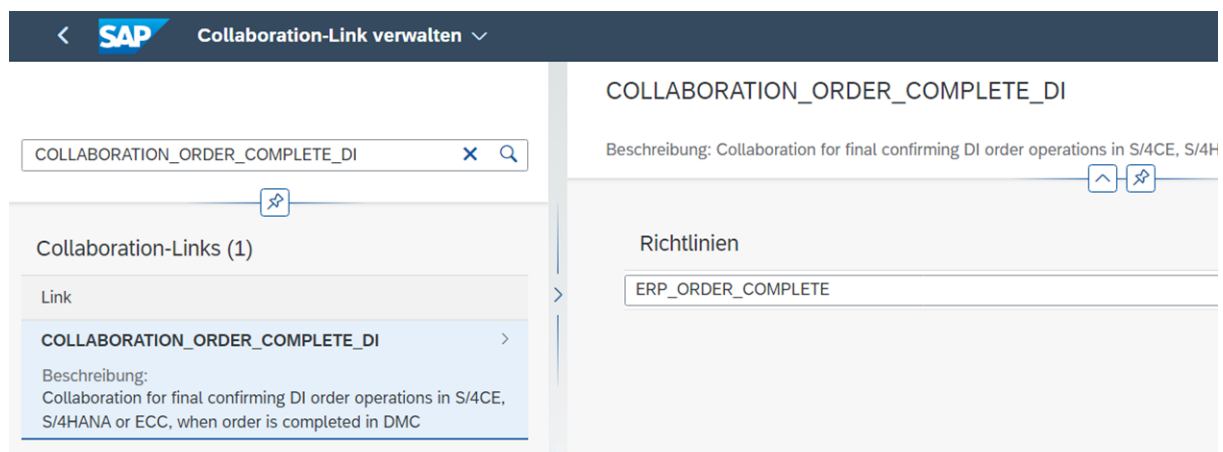 SAP Collaboration-Link verwalten
COLLABORATION_ORDER_COMPLETE_DI
Collaboration-Links (1)
Link
COLLABORATION_ORDER_COMPLETE_DI
Beschreibung:
Collaboration for final confirming DI order operations in S/4CE,
S/4HANA or ECC, when order is completed in DMC
COLLABORATION_ORDER_COMPLETE_DI
Beschreibung: Collaboration for final confirming DI order operations in S/4CE, S/4H
Richtlinien
ERP_ORDER_COMPLETE